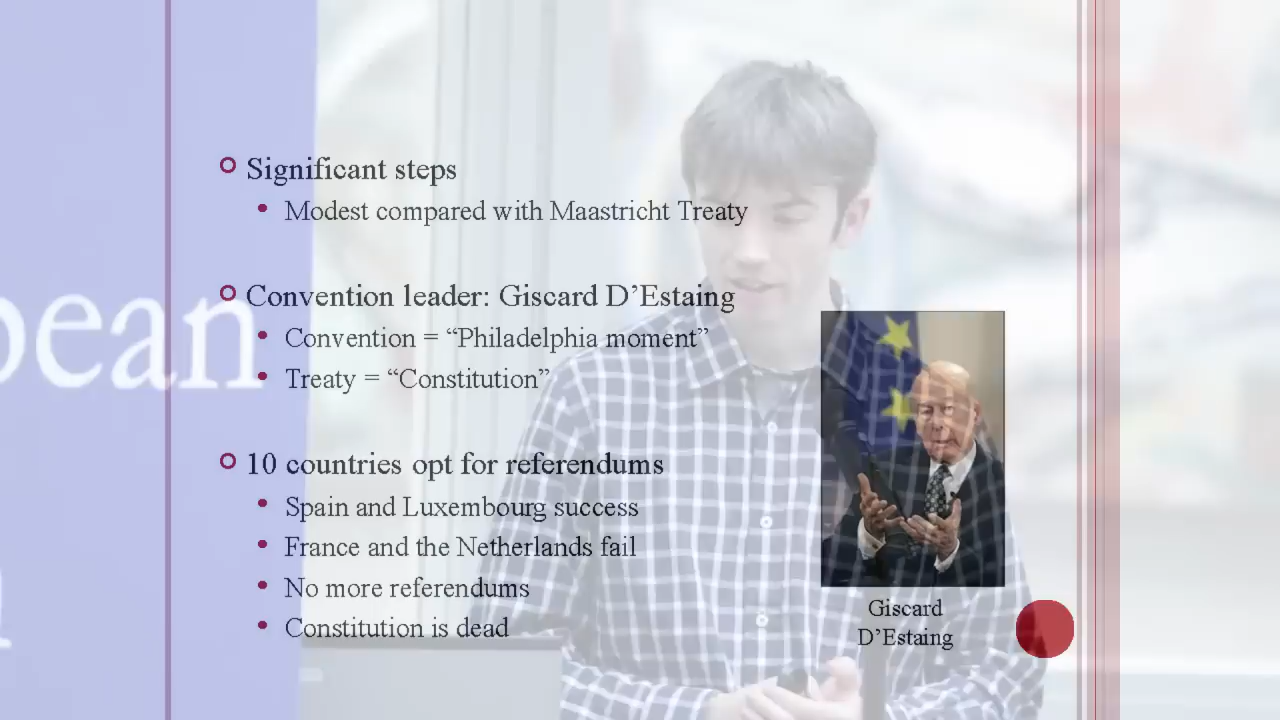 Significant steps
Modest compared with Maastricht Treaty
Convention leader: Giscard D’Estaing
Convention = “Philadelphia moment”
Treaty = “Constitution”
10 countries opt for referendums
Spain and Luxembourg success
France and the Netherlands fail
No more referendums
Constitution is dead
Giscard
D’Estaing
pean